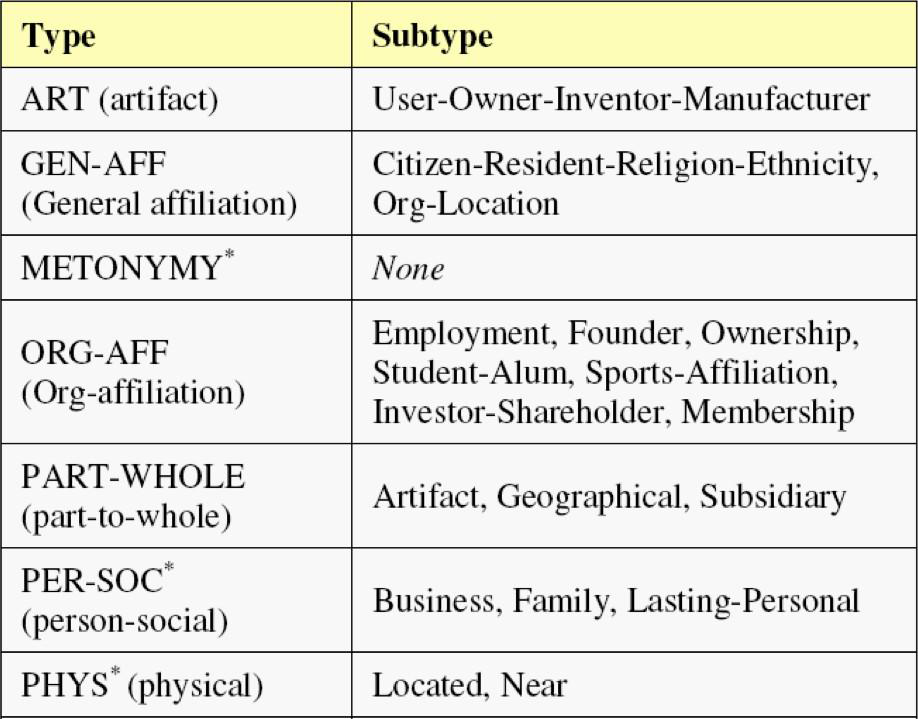 Type Subtype
ART (artifact) User-Owner-Inventor-Manufacturer
GEN-AFF
(General affiliation)
Citizen-Resident-Religion-Ethnicity,
Org-Location
METONYMY* None
ORG-AFF
(Org-affiliation)
Employment, Founder, Ownership,
Student-Alum, Sports-Affiliation,
Investor-Shareholder, Membership
PART-WHOLE
(part-to-whole)
Artifact, Geographical, Subsidiary
PER-SOC*
(person-social)
Business, Family, Lasting-Personal
PHYS* (physical) Located, Near